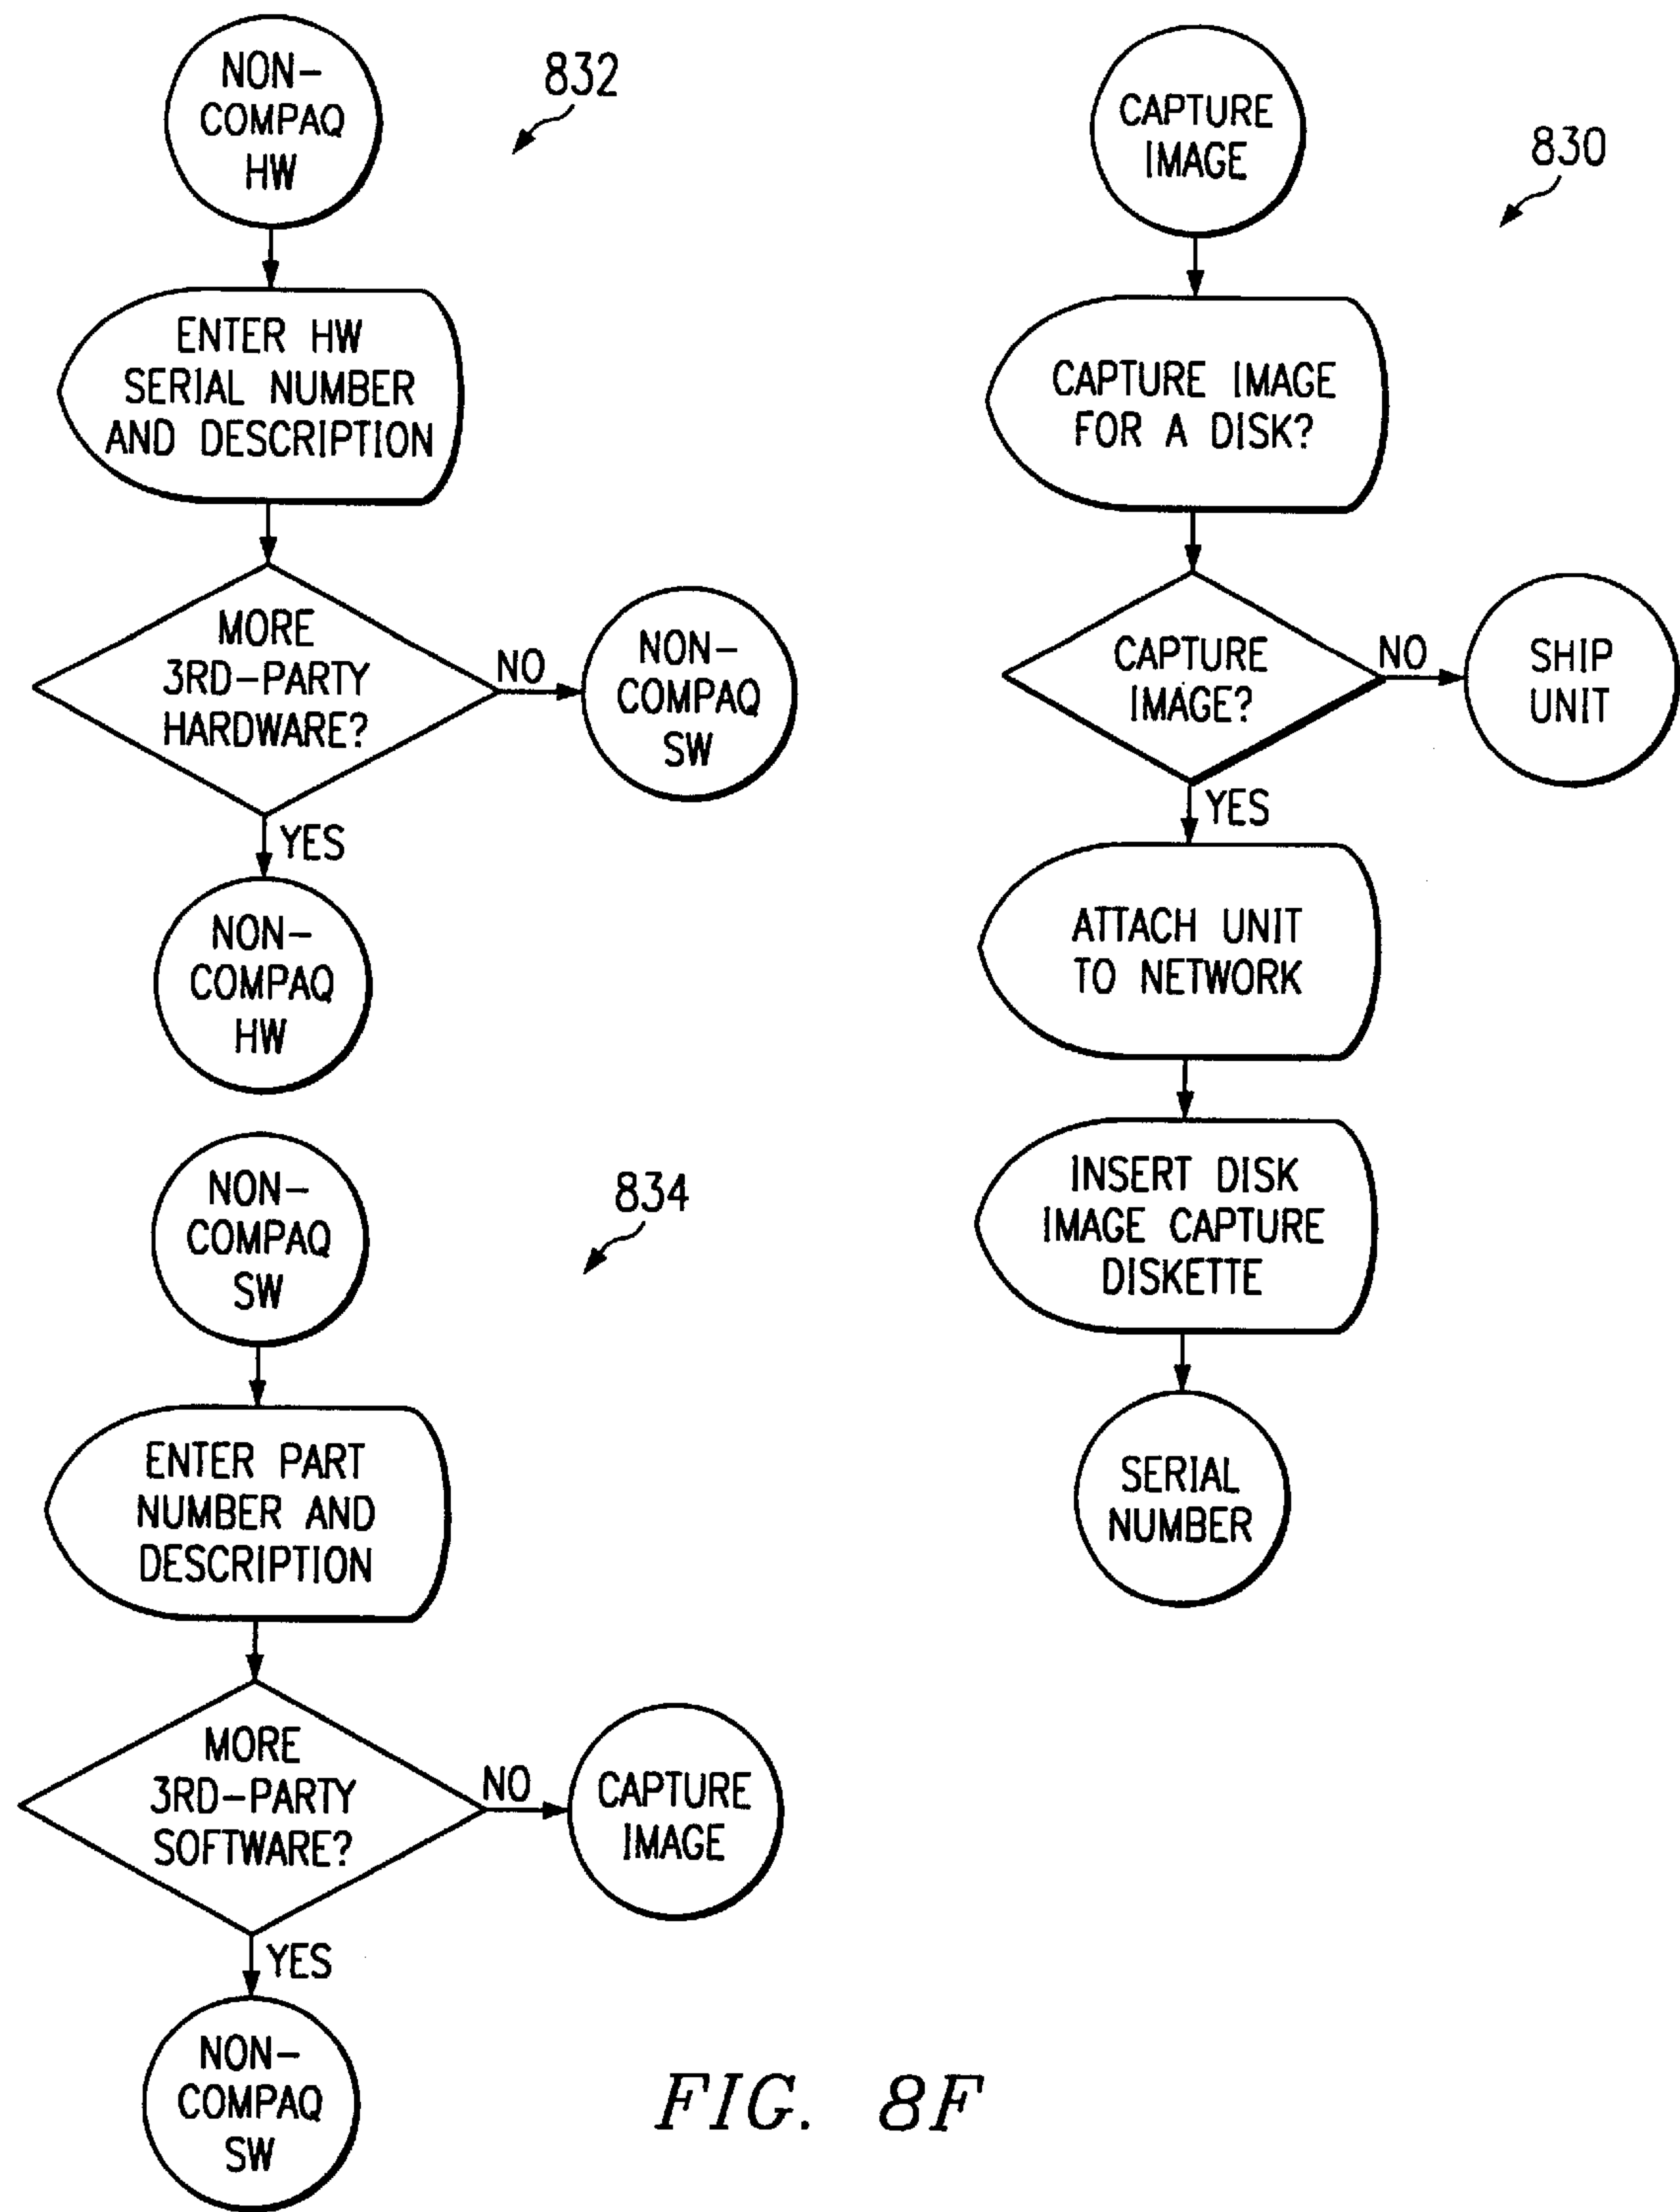 NON-
COMPAQ
HW
832
ENTER HW
SERIAL NUMBER
AND DESCRIPTION
MORE
3RD-PARTY
HARDWARE?
NO
NON-
COMPAQ
SW
YES
NON-
COMPAQ
HW
NON-
COMPAQ
SW
834
ENTER PART
NUMBER AND
DESCRIPTION
MORE
3RD-PARTY
SOFTWARE?
NO
CAPTURE
IMAGE
YES
NON-
COMPAQ
SW
CAPTURE
IMAGE
830
CAPTURE IMAGE
FOR A DISK?
CAPTURE
IMAGE?
NO
SHIP
UNIT
YES
ATTACH UNIT
TO NETWORK
INSERT DISK
IMAGE CAPTURE
DISKETTE
SERIAL
NUMBER
FIG. 8F